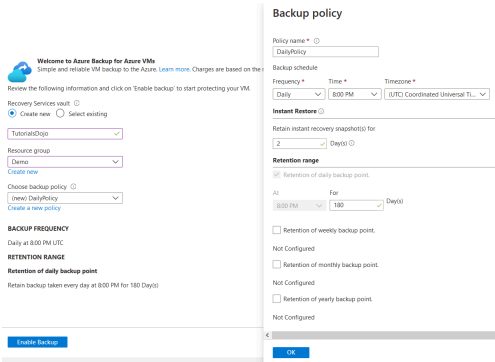 Welcome to Azure Backup for Azure VMs
Simple and reliable VM backup to the Azure. Learn more. Charges are based on the
Review the following information and click on 'Enable backup' to start protecting your VM.
Recovery Services vault
Create new
Select existing
TutorialsDojo
Resource group
Demo
Create new
Choose backup policy
(new) DailyPolicy
Create a new policy
BACKUP FREQUENCY
Daily at 8:00 PM UTC
RETENTION RANGE
Retention of daily backup point
Retain backup taken every day at 8:00 PM for 180 Day(s)
Enable Backup
Backup policy
Policy name *
DailyPolicy
Backup schedule
Frequency * Time * Timezone *
Daily 8:00 PM (UTC) Coordinated Universal Ti...
Instant Restore
Retain instant recovery snapshot(s) for
2 Day(s)
Retention range
Retention of daily backup point.
At For
8:00 PM 180 Day(s)
Retention of weekly backup point.
Not Configured
Retention of monthly backup point.
Not Configured
Retention of yearly backup point.
Not Configured
OK